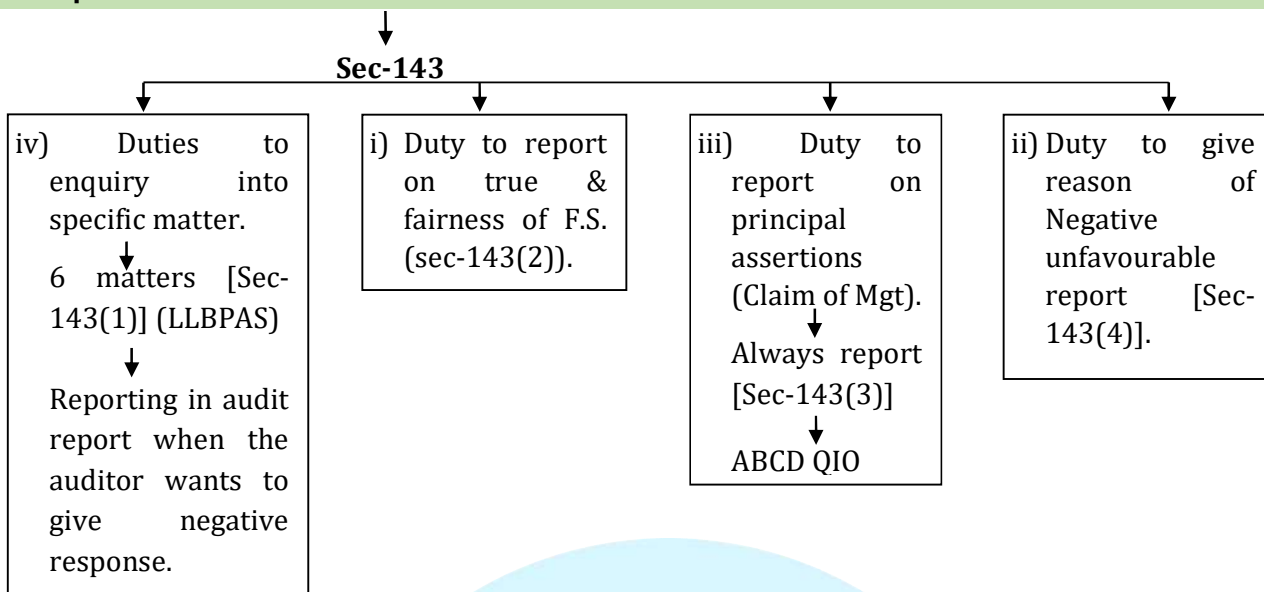 Sec-143
iv) Duties to
enquiry into
specific matter.
6 matters [Sec-
143(1)] (LLBPAS)
Reporting in audit
report when the
auditor wants to
give negative
response.
i) Duty to report
on true &
fairness of F.S.
(sec-143(2)).
iii) Duty to
report on
principal
assertions
(Claim of Mgt).
Always report
[Sec-143(3)]
ABCD QIO
ii) Duty to give
reason of
Negative
unfavourable
report [Sec-
143(4)].